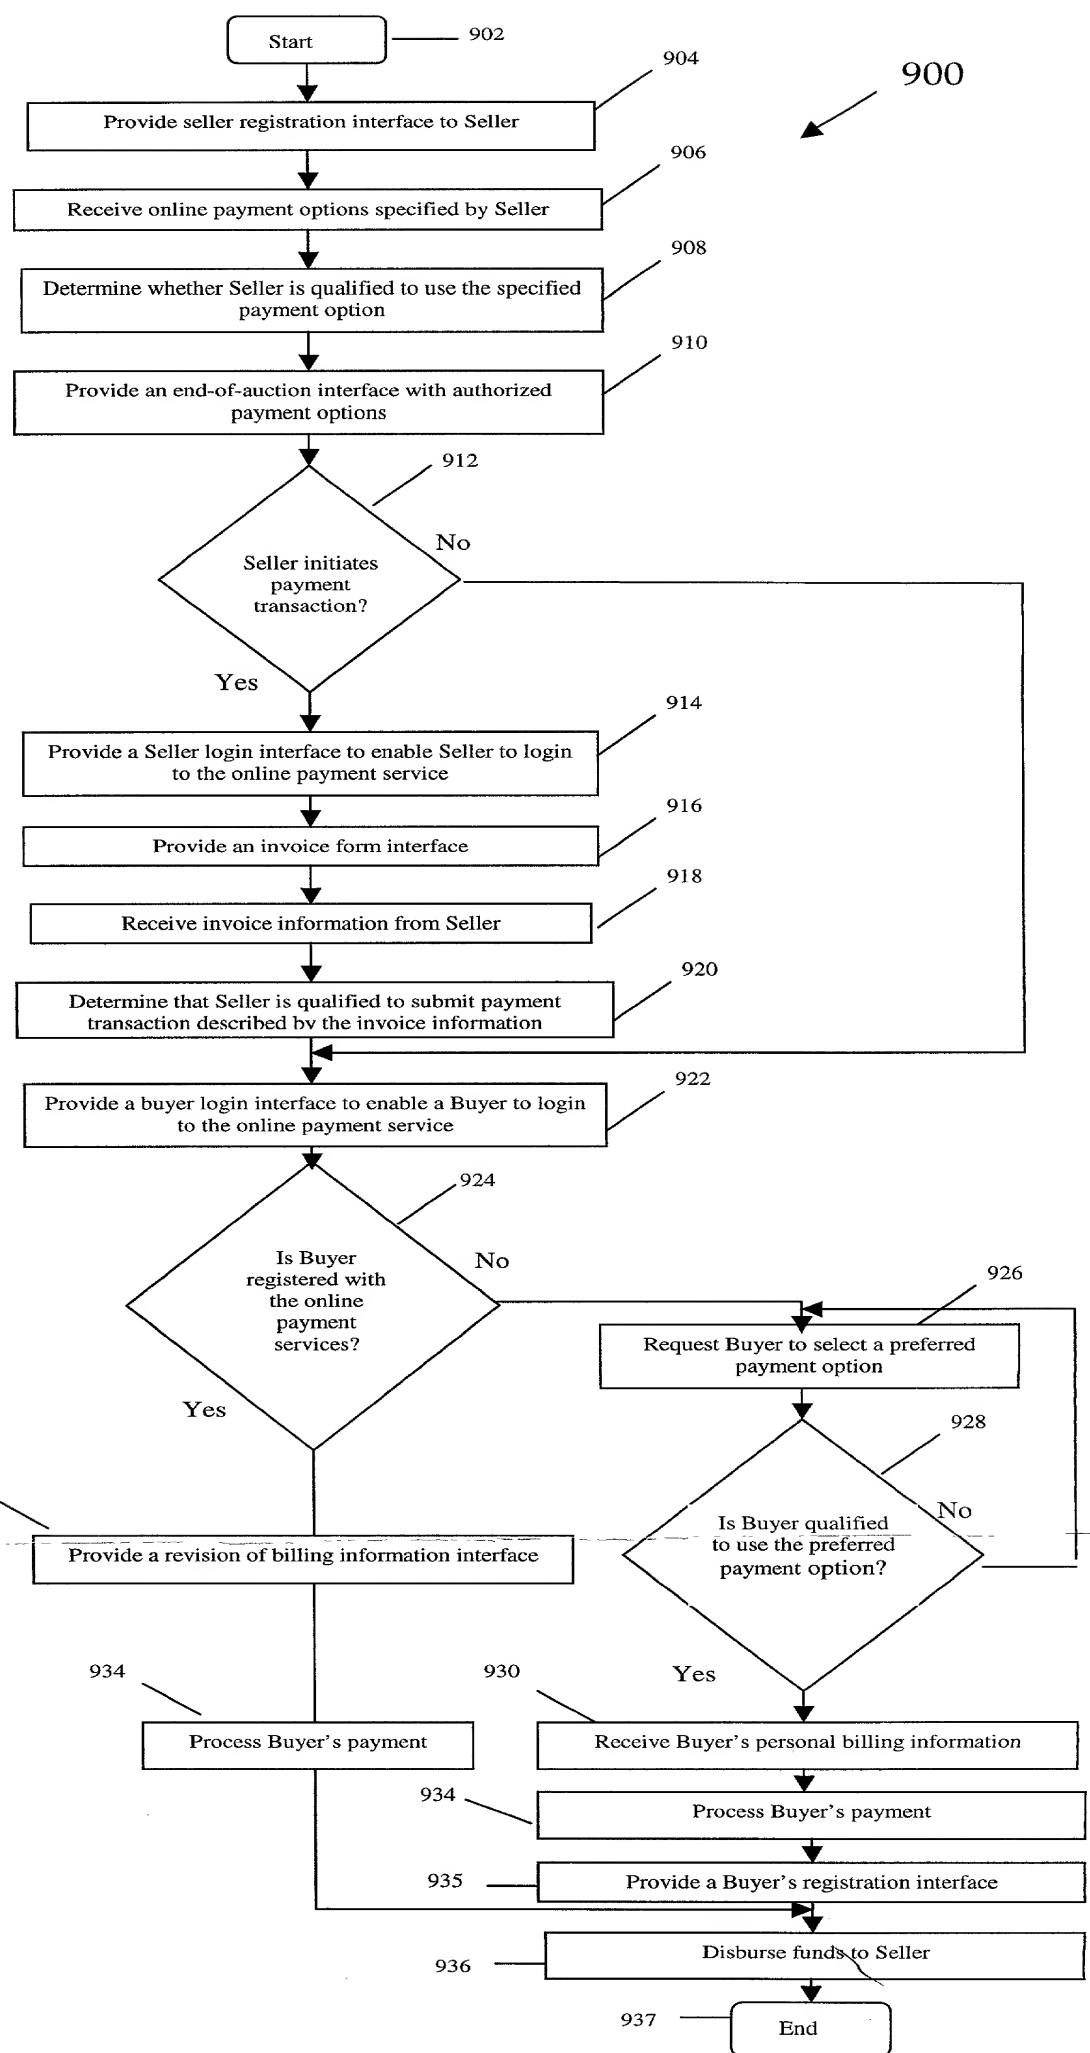 Start
902
900
904
Provide seller registration interface to Seller
906
Receive online payment options specified by Seller
908
Determine whether Seller is qualified to use the specified
payment option
910
Provide an end-of-auction interface with authorized
payment options
912
No
Seller initiates
payment
transaction?
Yes
914
Provide a Seller login interface to enable Seller to login
to the online payment service
916
Provide an invoice form interface
918
Receive invoice information from Seller
920
Determine that Seller is qualified to submit payment
transaction described by the invoice information
922
Provide a buyer login interface to enable a Buyer to login
to the online payment service
924
No
Is Buyer
registered with
the online
payment
services?
Yes
926
Request Buyer to select a preferred
payment option
928
No
Is Buyer qualified
to use the preferred
payment option?
Yes
Provide a revision of billing information interface
934
Process Buyer's payment
930
Receive Buyer's personal billing information
934
Process Buyer's payment
935
Provide a Buyer's registration interface
936
Disburse funds to Seller
937
End